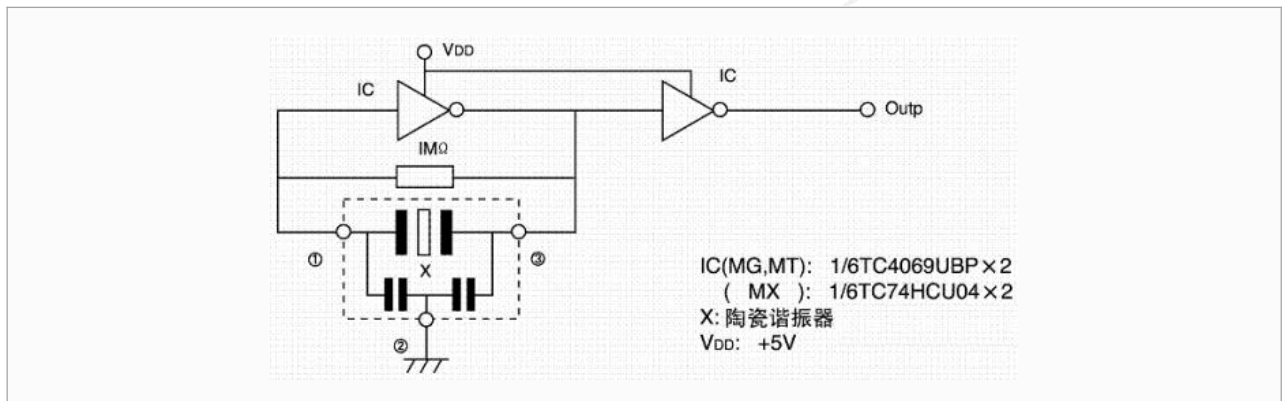 VDD
IC
IC
Outp
IMΩ
①
③
X
②
IC(MG,MT): 1/6TC4069UBP×2
( MX ): 1/6TC74HCU04×2
X: 陶瓷谐振器
VDD: +5V